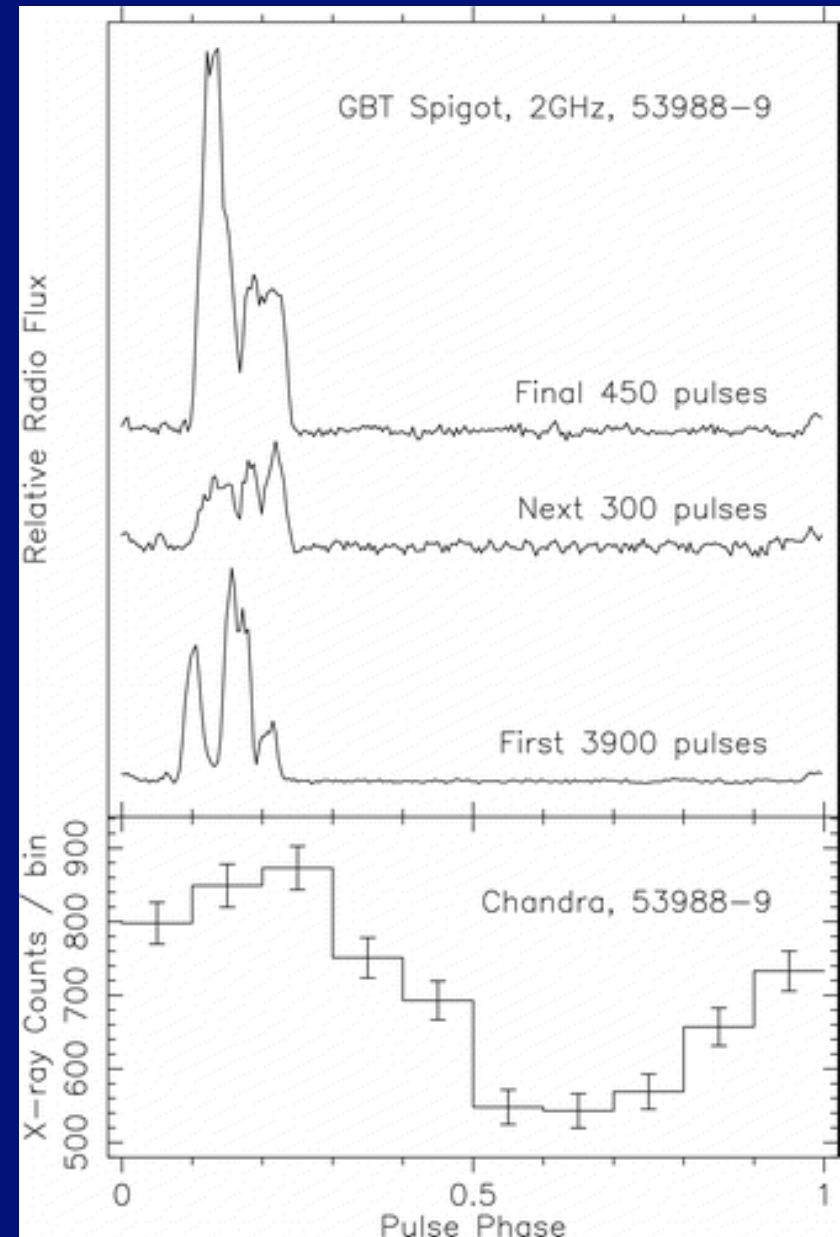 GBT Spigot, 2GHz, 53988-9
Relative Radio Flux
Final 450 pulses
Next 300 pulses
First 3900 pulses
X-ray Counts / bin
900
800
700
600
500
Chandra, 53988-9
0
0.5
1
Pulse Phase